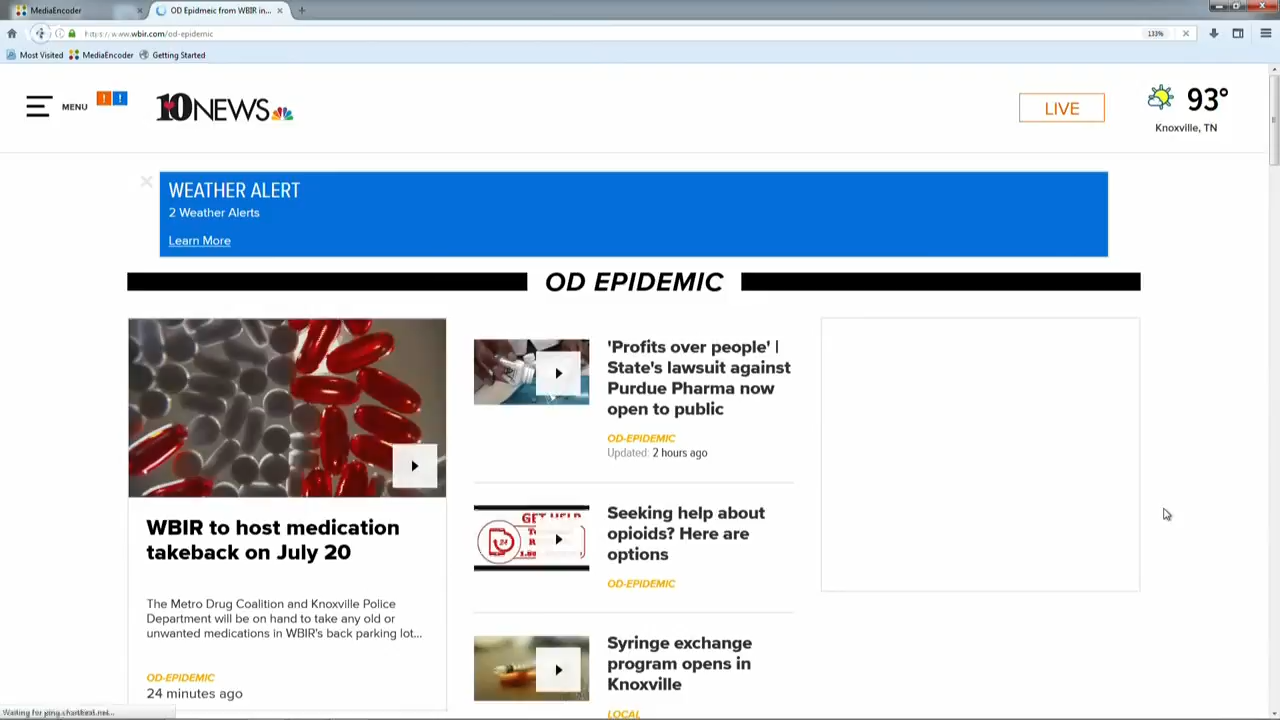 MediaEncoder
OD Epidmeic from WBIR in...
https://www.wbir.com/od-epidemic
133%
Most Visited
MediaEncoder
Getting Started
MENU
10NEWS
LIVE
93°
Knoxville, TN
WEATHER ALERT
2 Weather Alerts
Learn More
OD EPIDEMIC
WBIR to host medication
takeback on July 20
The Metro Drug Coalition and Knoxville Police
Department will be on hand to take any old or
unwanted medications in WBIR's back parking lot...
OD-EPIDEMIC
24 minutes ago
'Profits over people' |
State's lawsuit against
Purdue Pharma now
open to public
OD-EPIDEMIC
Updated: 2 hours ago
GET HELP
24
Seeking help about
opioids? Here are
options
OD-EPIDEMIC
Syringe exchange
program opens in
Knoxville
LOCAL